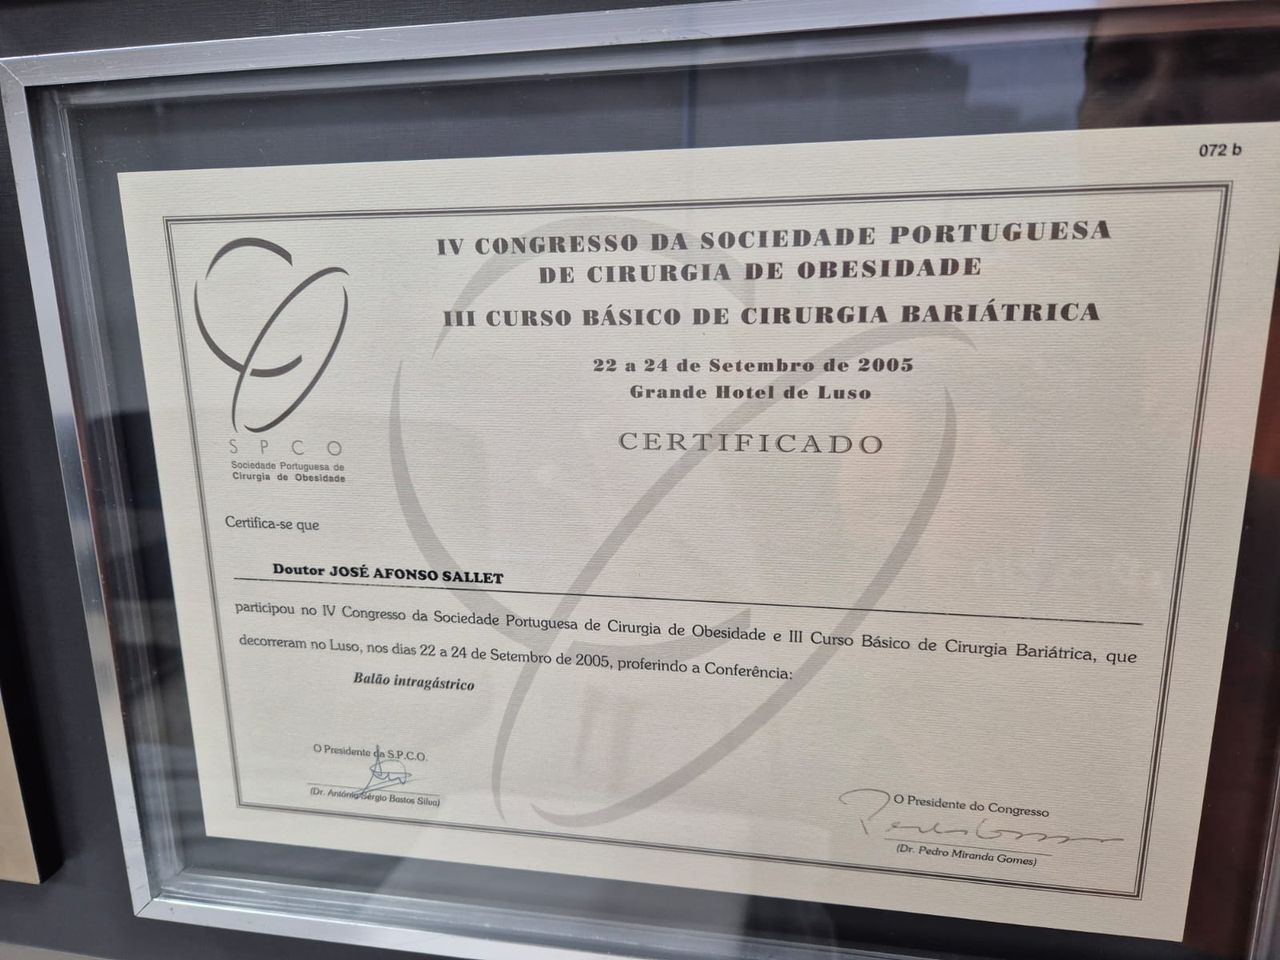 072 b
IV CONGRESSO DA SOCIEDADE PORTUGUESA
DE CIRURGIA DE OBESIDADE
III CURSO BÁSICO DE CIRURGIA BARIÁTRICA
22 a 24 de Setembro de 2005
Grande Hotel de Luso
CERTIFICADO
S P C O
Sociedade Portuguesa de
Cirurgia de Obesidade
Certifica-se que
Doutor JOSÉ AFONSO SALLET
participou no IV Congresso da Sociedade Portuguesa de Cirurgia de Obesidade e III Curso Básico de Cirurgia Bariátrica, que
decorreram no Luso, nos dias 22 a 24 de Setembro de 2005, proferindo a Conferência:
Balão intragástrico
O Presidente da S.P.C.O.
(Dr. António Sérgio Bastos Silva)
O Presidente do Congresso
(Dr. Pedro Miranda Gomes)